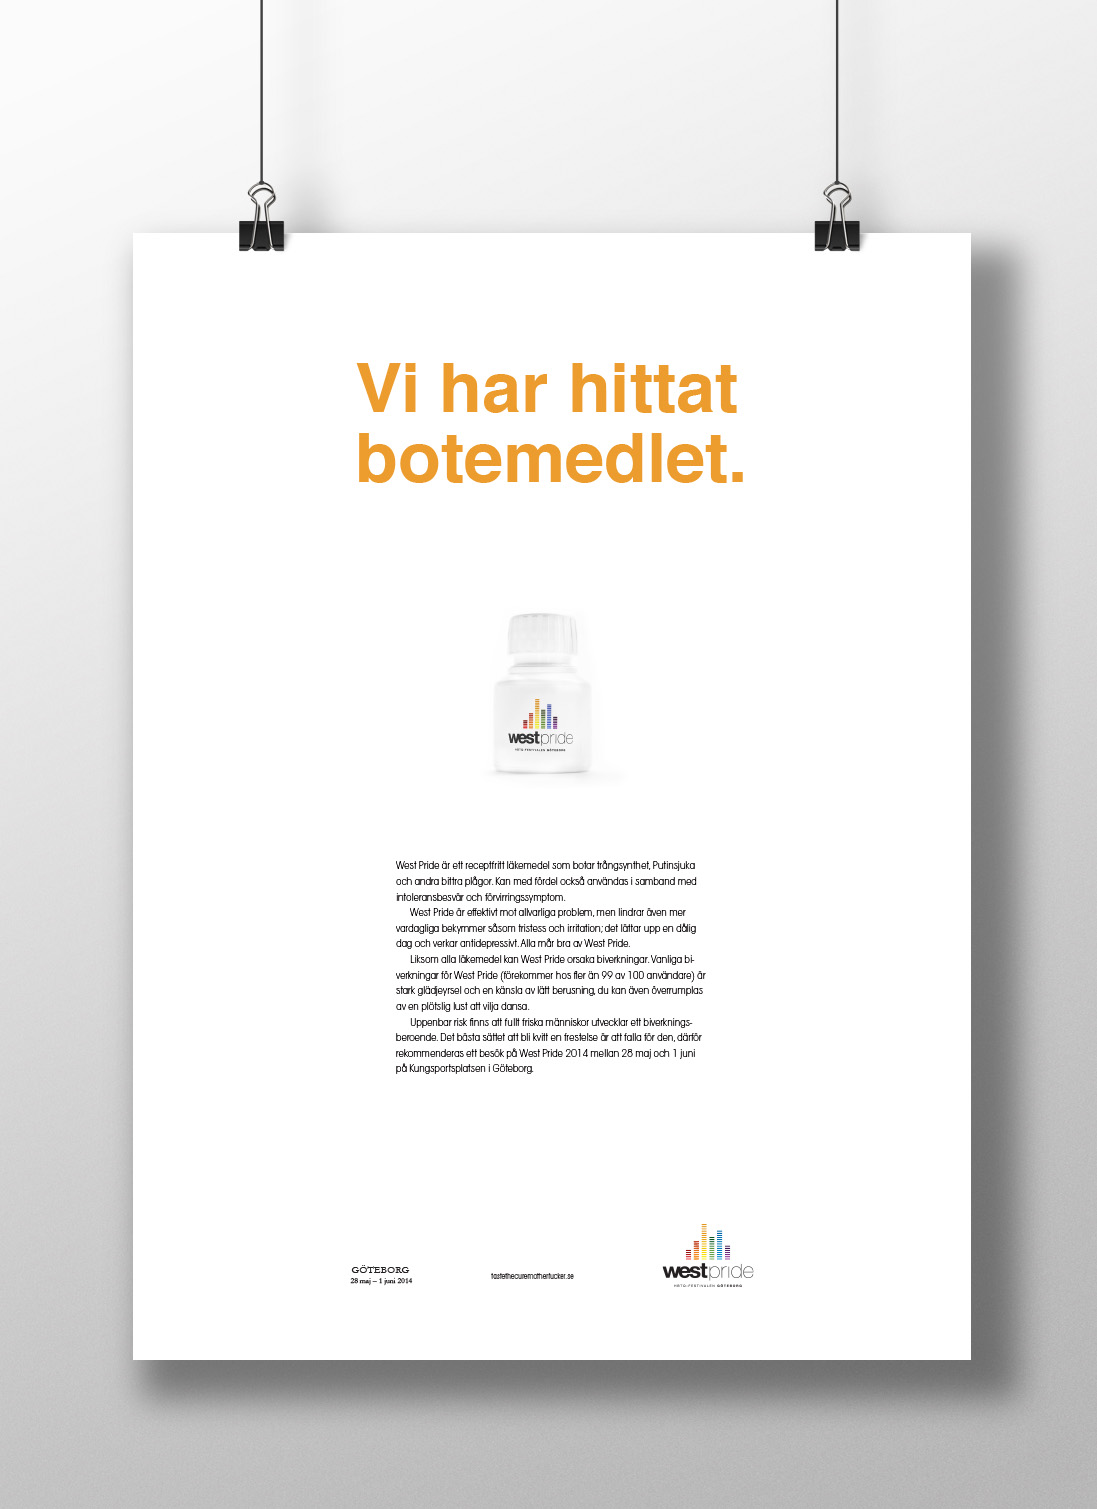 Vi har hittat
botemedlet.
westpride
HBTQ-FESTIVALEN GÖTEBORG
West Pride är ett receptfritt läkemedel som botar trångsynthet, Putinsjuka
och andra bittra plågor. Kan med fördel också användas i samband med
intoleransbesvär och förvirringssymptom.
West Pride är effektivt mot allvarliga problem, men lindrar även mer
vardagliga bekymmer såsom tristess och irritation; det lättar upp en dålig
dag och verkar antidepressivt. Alla mår bra av West Pride.
Liksom alla läkemedel kan West Pride orsaka biverkningar. Vanliga bi-
verkningar för West Pride (förekommer hos fler än 99 av 100 användare) är
stark glädjeyrsel och en känsla av lätt berusning, du kan även överrumplas
av en plötslig lust att vilja dansa.
Uppenbar risk finns att fullt friska människor utvecklar ett biverknings-
beroende. Det bästa sättet att bli kvitt en frestelse är att falla för den, därför
rekommenderas ett besök på West Pride 2014 mellan 28 maj och 1 juni
på Kungsportsplatsen i Göteborg.
GÖTEBORG
28 maj – 1 juni 2014
tastethecuremotherfucker.se
westpride
HBTQ-FESTIVALEN GÖTEBORG